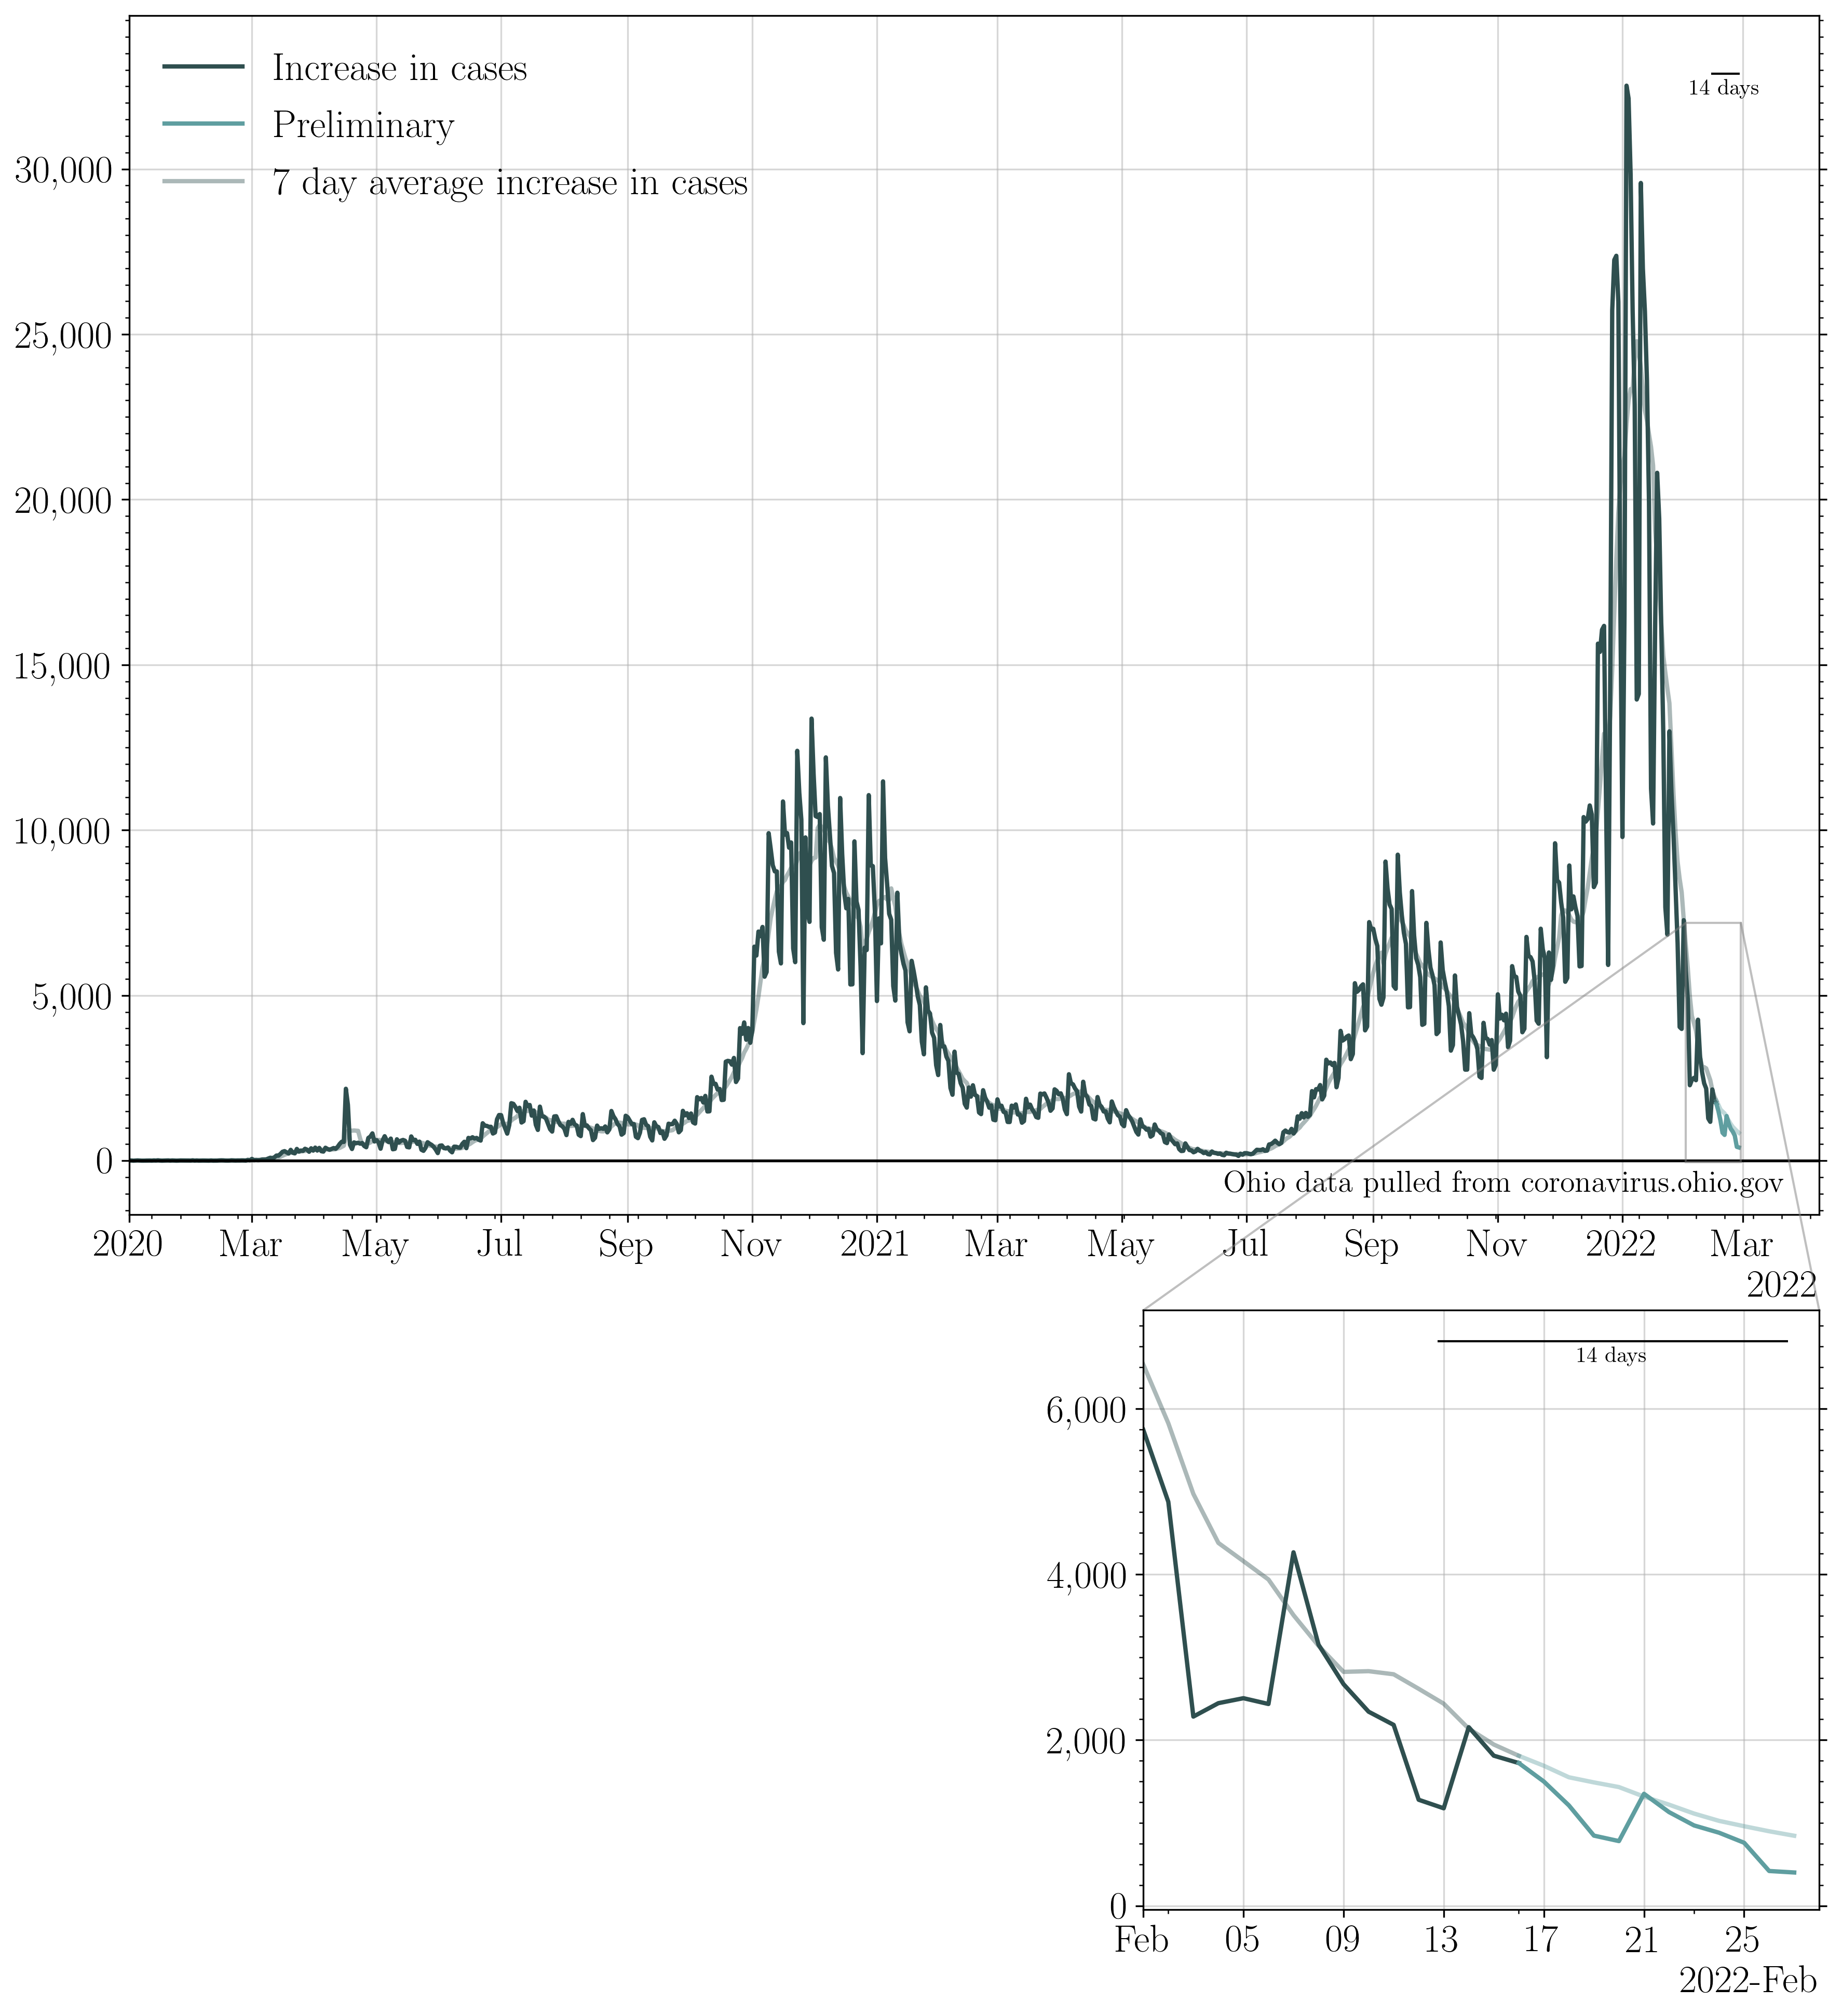 Increase in cases
Preliminary
7 day average increase in cases
14 days
30,000
25,000
20,000
15,000
10,000
5,000
0
Ohio data pulled from coronavirus.ohio.gov
2020 Mar May Jul Sep Nov 2021 Mar May Jul Sep Nov 2022 Mar
2022
14 days
6,000
4,000
2,000
0
Feb 05 09 13 17 21 25
2022-Feb